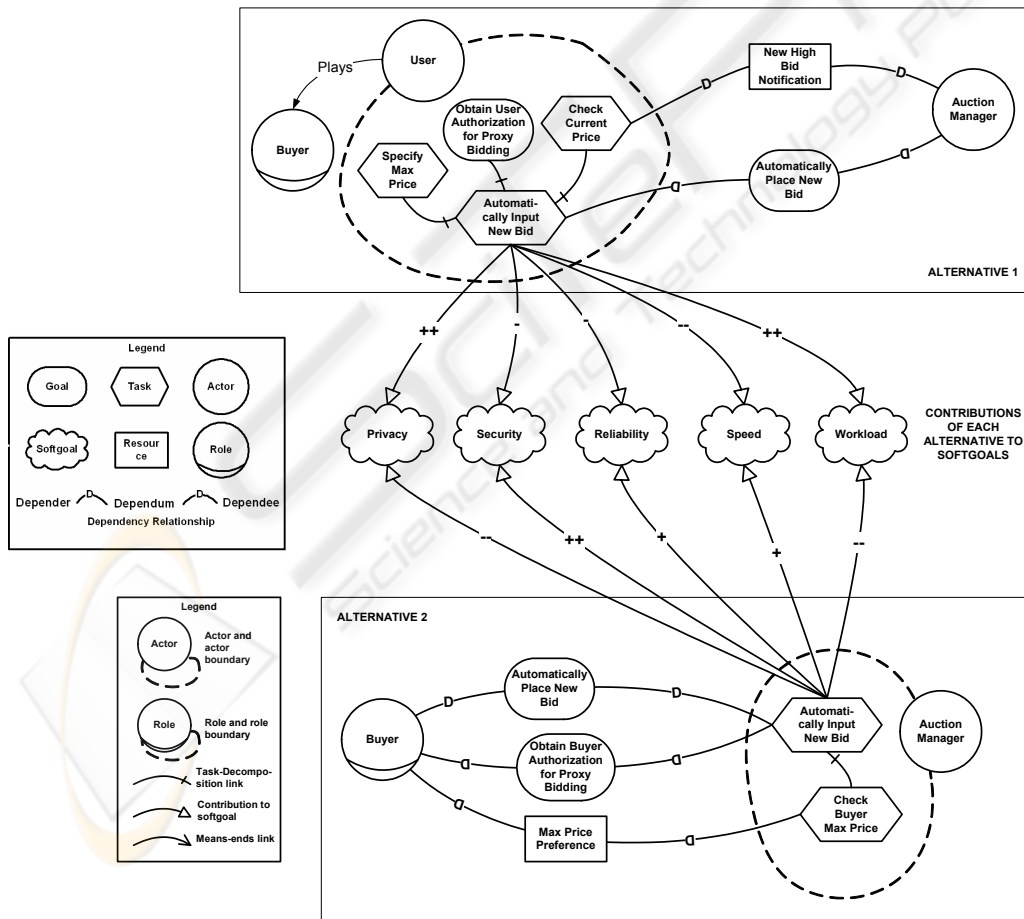 User
Plays
Buyer
Obtain User
Authorization
for Proxy
Bidding
Check
Current
Price
Specify
Max
Price
Automati-
cally Input
New Bid
New High
Bid
Notification
Auction
Manager
Automatically
Place New
Bid
D
D
D
D
ALTERNATIVE 1
++
-
-
--
++
Privacy
Security
Reliability
Speed
Workload
CONTRIBUTIONS
OF EACH
ALTERNATIVE TO
SOFTGOALS
--
++
+
+
--
Legend
Goal
Task
Actor
Softgoal
Resour
ce
Role
Depender
D
Dependum
D
Dependee
Dependency Relationship
Legend
Actor
Actor and
actor
boundary
Role
Role and role
boundary
Task-Decompo-
sition link
Contribution to
softgoal
Means-ends link
ALTERNATIVE 2
Buyer
Automatically
Place New
Bid
Obtain Buyer
Authorization
for Proxy
Bidding
Max Price
Preference
D
D
D
D
D
D
Automati-
cally Input
New Bid
Auction
Manager
Check
Buyer
Max Price
Science and Technology Pu